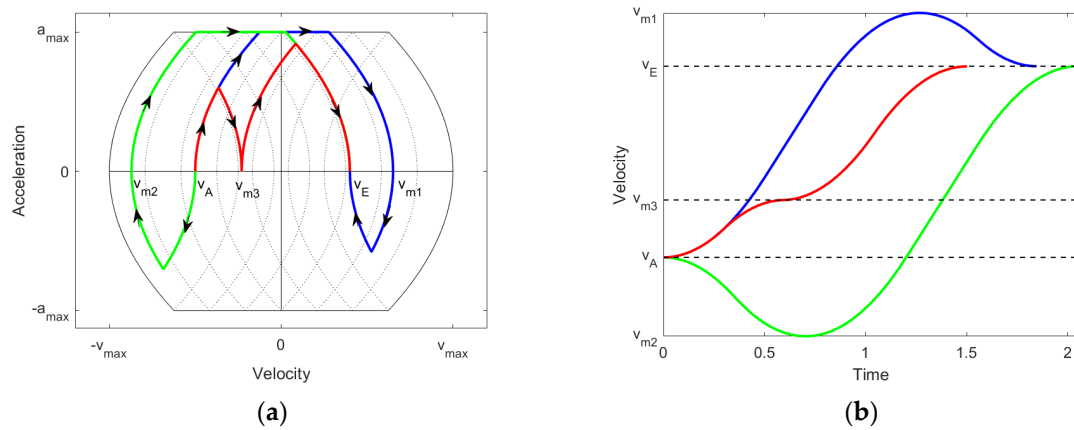 a_max
0
-a_max
Acceleration
v_m2
v_A
v_m3
v_E
v_m1
-v_max
0
v_max
Velocity
(a)
v_m1
v_E
v_m3
v_A
v_m2
Velocity
0
0.5
1
1.5
2
Time
(b)